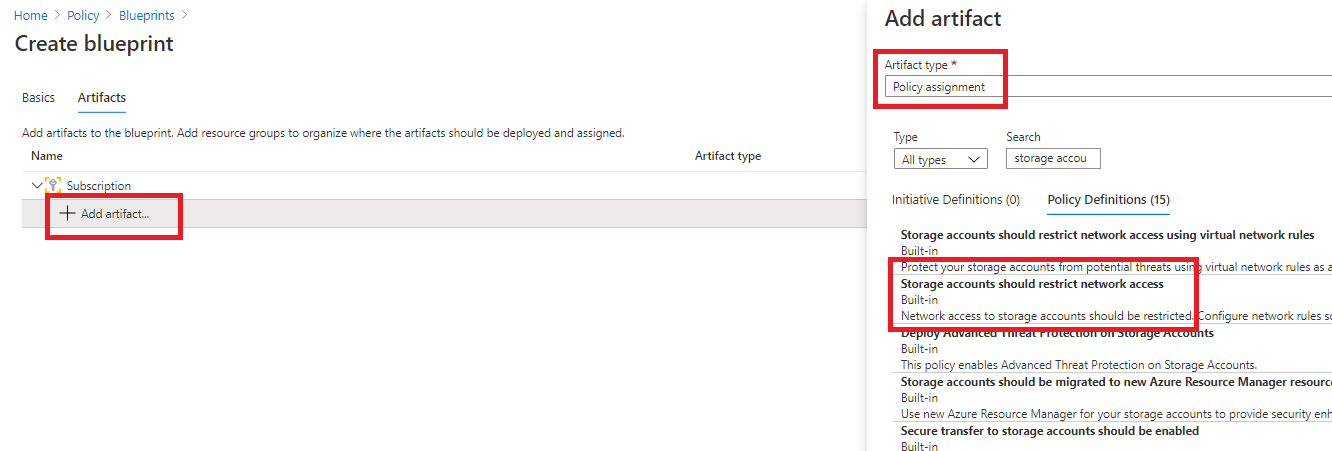 Home > Policy > Blueprints >
Create blueprint
Basics Artifacts
Add artifacts to the blueprint. Add resource groups to organize where the artifacts should be deployed and assigned.
Name Artifact type
Subscription
+ Add artifact...
Add artifact
Artifact type *
Policy assignment
Type Search
All types storage accou
Initiative Definitions (0) Policy Definitions (15)
Storage accounts should restrict network access using virtual network rules
Built-in
Protect your storage accounts from potential threats using virtual network rules as a
Storage accounts should restrict network access
Built-in
Network access to storage accounts should be restricted. Configure network rules so
Deploy Advanced Threat Protection on Storage Accounts
Built-in
This policy enables Advanced Threat Protection on Storage Accounts.
Storage accounts should be migrated to new Azure Resource Manager resource
Built-in
Use new Azure Resource Manager for your storage accounts to provide security enh
Secure transfer to storage accounts should be enabled
Built-in